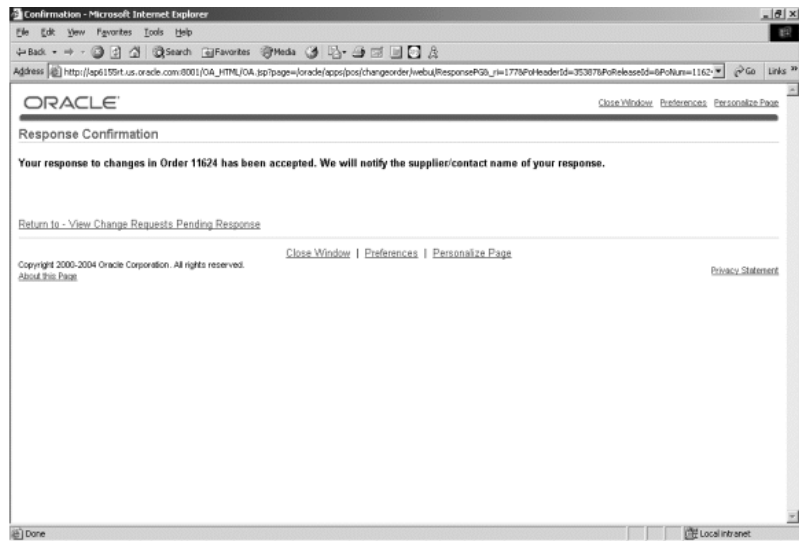 Confirmation - Microsoft Internet Explorer
File Edit View Favorites Tools Help
Back Search Favorites Media
Address http://ap6155rt.us.oracle.com:8001/OA_HTML/OA.jsp?page=/oracle/apps/pos/changeorder/webui/ResponsePG&_ri=177&PoHeaderId=35387&PoReleaseId=&PoNum=1162 Go Links »
ORACLE
Close Window Preferences Personalize Page
Response Confirmation
Your response to changes in Order 11624 has been accepted. We will notify the supplier/contact name of your response.
Return to - View Change Requests Pending Response
Close Window | Preferences | Personalize Page
Copyright 2000-2004 Oracle Corporation. All rights reserved.
About this Page
Privacy Statement
Done Local intranet